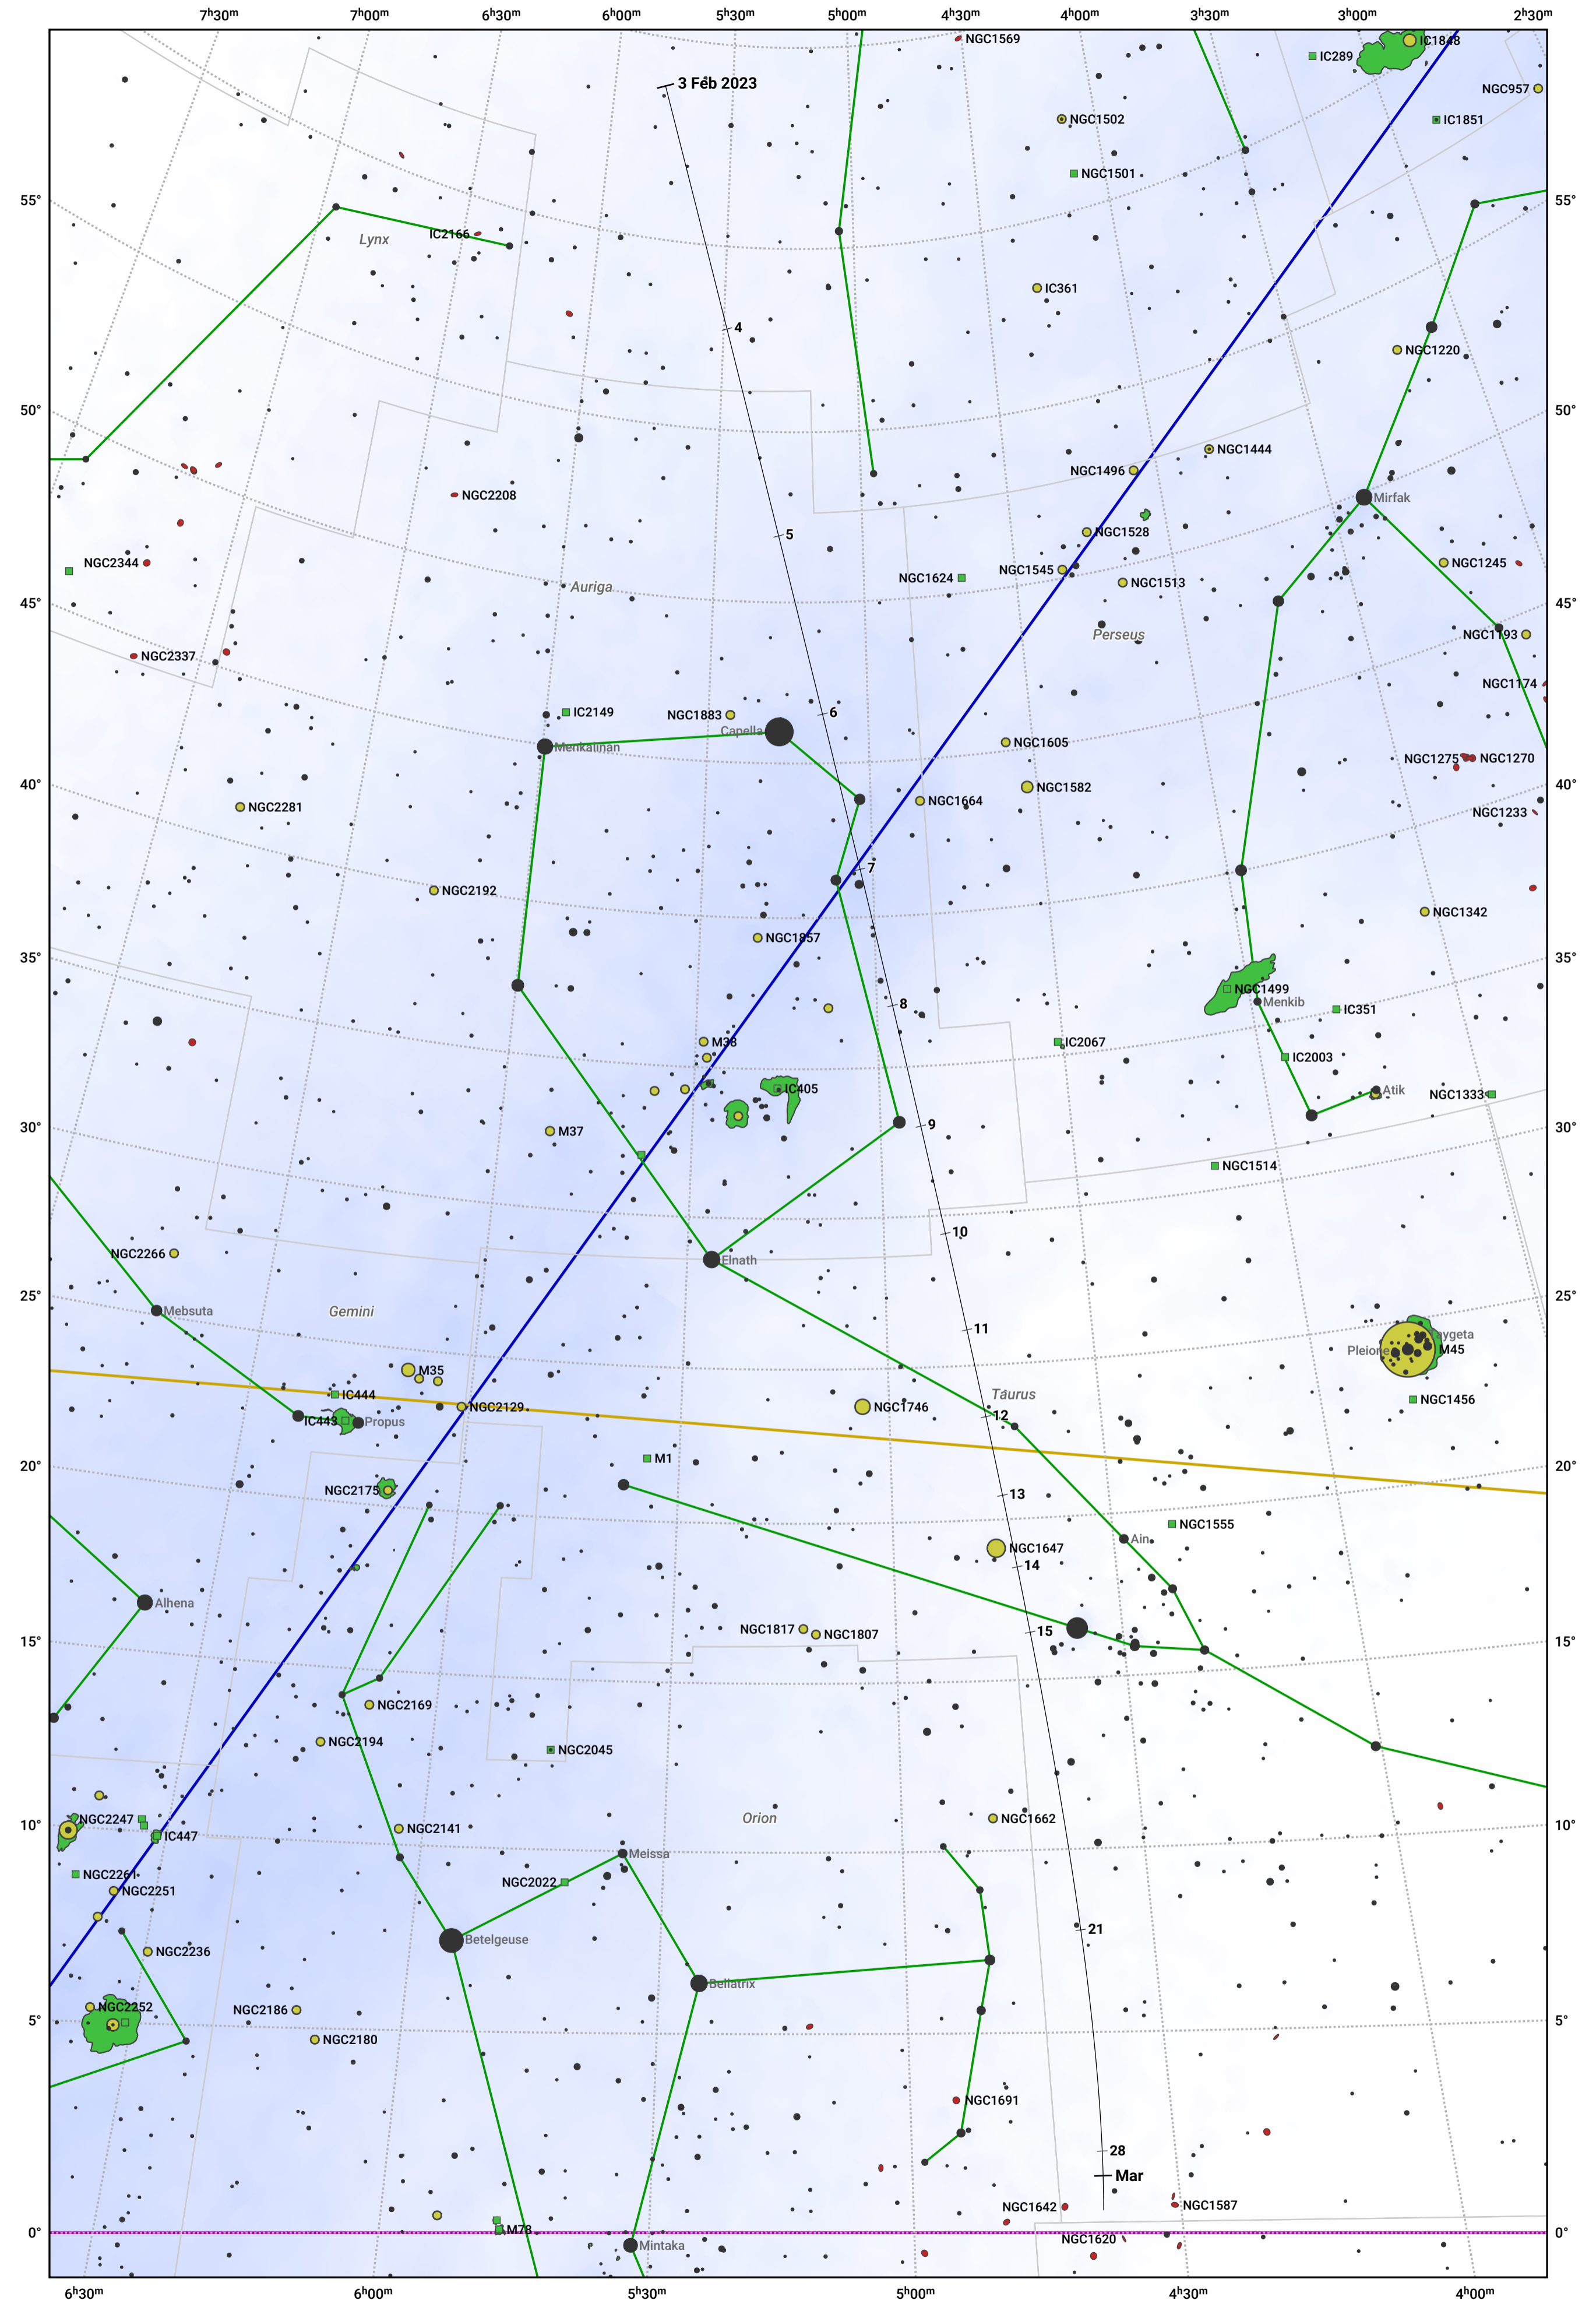 7h30m 7h00m 6h30m 6h00m 5h30m 5h00m 4h30m 4h00m 3h30m 3h00m 2h30m
NGC1569
IC1848
IC289
3 Feb 2023
NGC957
NGC1502
IC1851
NGC1501
55° 55°
Lynx
IC2166
IC361
4
NGC1220
50° 50°
NGC1444
NGC1496
NGC2208
Mirfak
NGC1528
5
NGC2344
NGC1545
NGC1245
NGC1624
NGC1513
Auriga
45° 45°
Perseus
NGC1193
NGC2337
NGC1174
IC2149
NGC1883
6
Capella
NGC1605
Menkalinan
NGC1275
NGC1270
40° 40°
NGC1582
NGC1664
NGC2281
NGC1233
7
NGC2192
NGC1342
NGC1857
35° 35°
NGC1499
Menkib
8
IC351
M38
IC2067
IC2003
IC405
Atik
NGC1333
9
30° 30°
M37
NGC1514
10
NGC2266
Elnath
25° 25°
Mebsuta
Gemini
11
Pleione
M45
M35
IC444
Taurus
NGC1456
NGC2129
NGC1746
12
IC443
Propus
M1
20° 20°
NGC2175
13
NGC1555
Ain
NGC1647
14
Alhena
NGC1817
NGC1807
15
15° 15°
NGC2169
NGC2194
NGC2045
Orion
NGC1662
NGC2247
10° 10°
NGC2141
IC447
Meissa
NGC2261
NGC2022
NGC2251
21
Betelgeuse
NGC2236
Bellatrix
NGC2252
NGC2186
5° 5°
NGC2180
NGC1691
28
Mar
NGC1642
NGC1587
M78
0° 0°
NGC1620
Mintaka
6h30m 6h00m 5h30m 5h00m 4h30m 4h00m